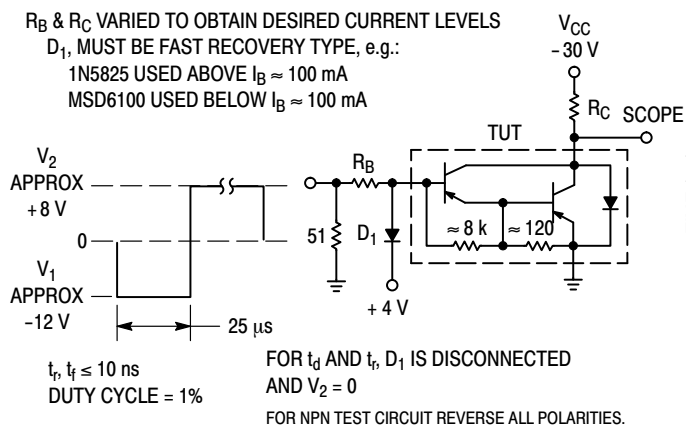 R_B & R_C VARIED TO OBTAIN DESIRED CURRENT LEVELS
D_1, MUST BE FAST RECOVERY TYPE, e.g.:
1N5825 USED ABOVE I_B ≈ 100 mA
MSD6100 USED BELOW I_B ≈ 100 mA
V_CC
- 30 V
R_C
SCOPE
TUT
V_2
APPROX
+ 8 V
0
V_1
APPROX
-12 V
25 μs
R_B
51
D_1
+ 4 V
≈ 8 k
≈ 120
t_r, t_f ≤ 10 ns
DUTY CYCLE = 1%
FOR t_d AND t_r, D_1 IS DISCONNECTED
AND V_2 = 0
FOR NPN TEST CIRCUIT REVERSE ALL POLARITIES.